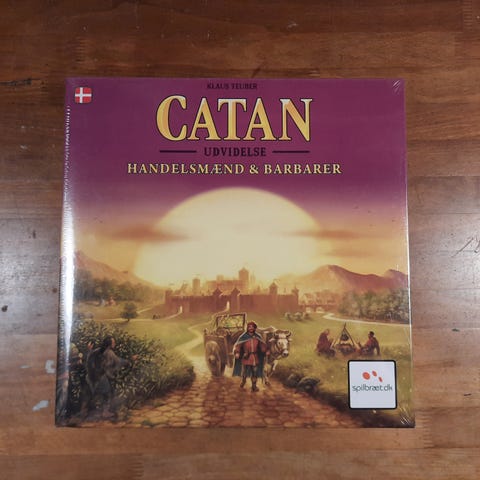 KLAUS TEUBER
CATAN
UDVIDELSE
HANDELSMÆND & BARBARER
spilbræt.dk